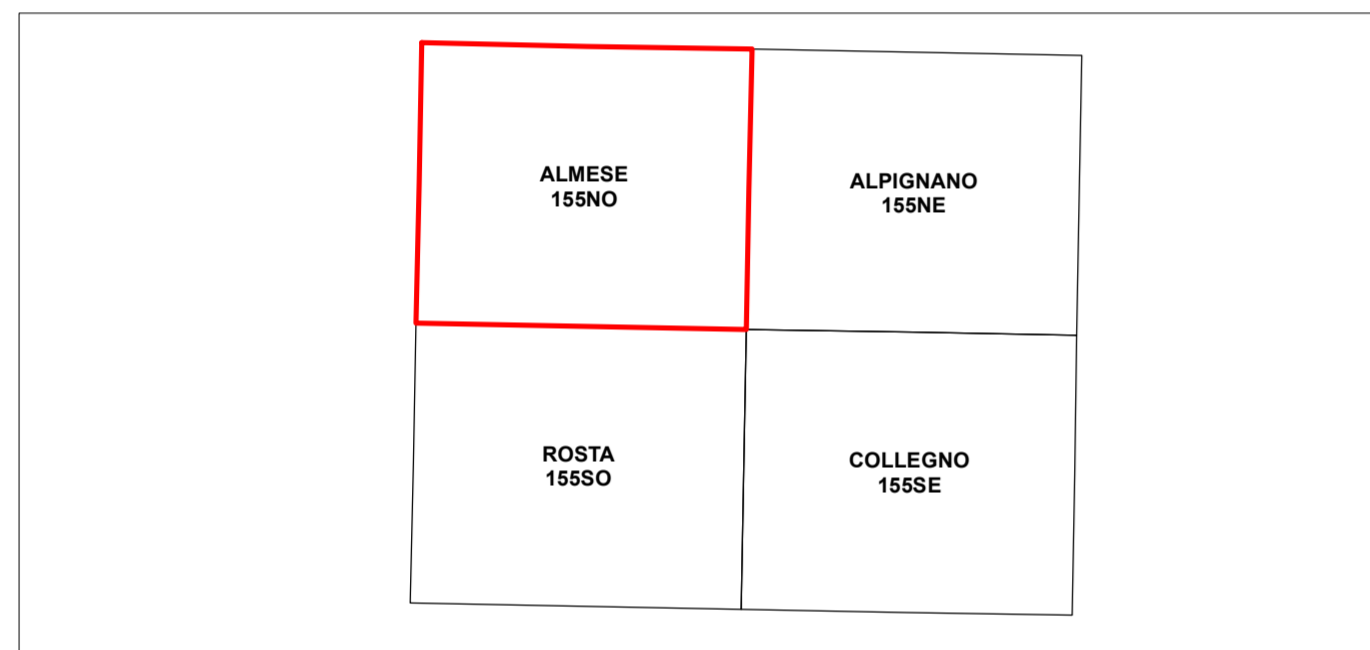 ALMESE
155NO
ALPIGNANO
155NE
ROSTA
155SO
COLLEGNO
155SE